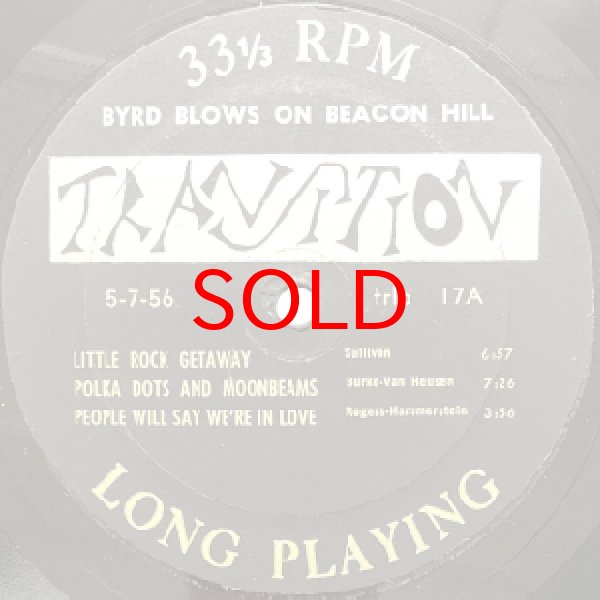 33⅓ RPM
BYRD BLOWS ON BEACON HILL
TRANSITION
5-7-56 SOLD trlp 17A
LITTLE ROCK GETAWAY Sullivan 6:57
POLKA DOTS AND MOONBEAMS Burke-Van Heusen 7:26
PEOPLE WILL SAY WE'RE IN LOVE Rogers-Hammerstein
LONG PLAYING